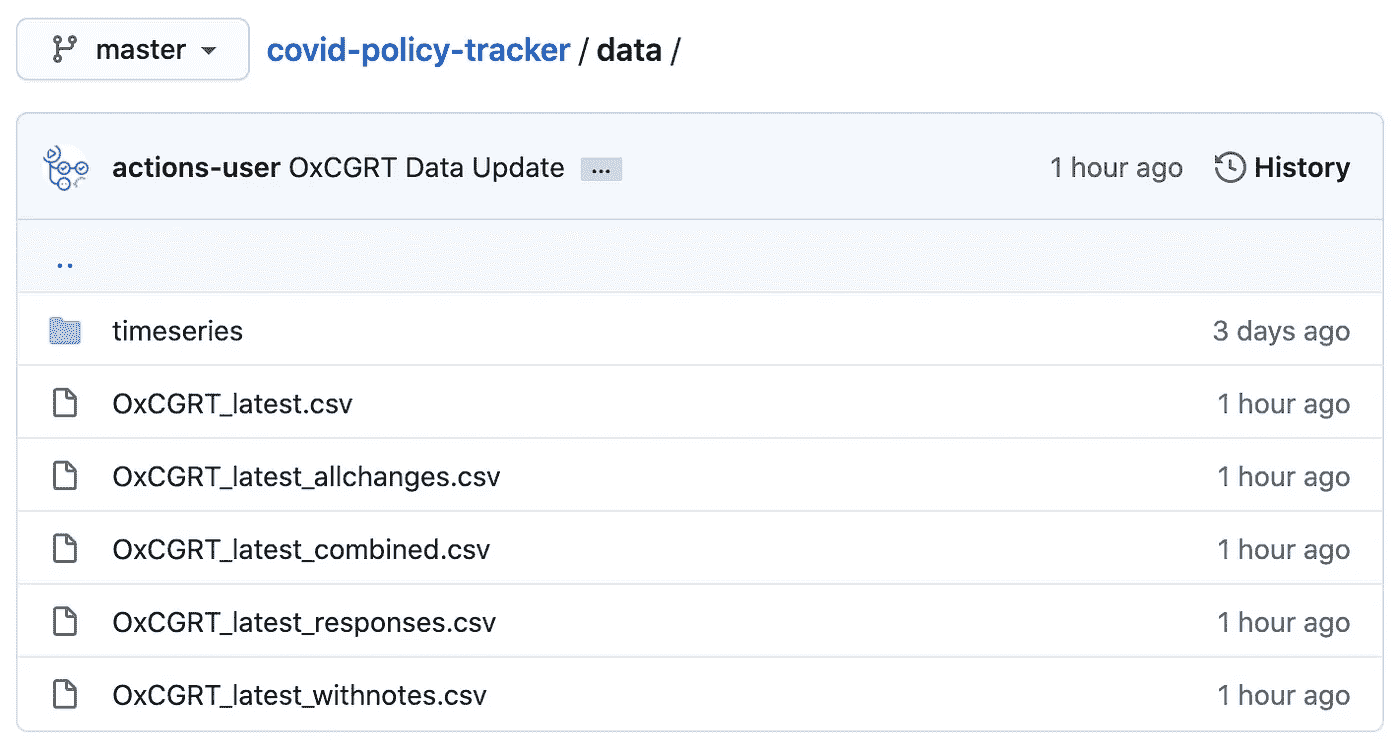 master covid-policy-tracker / data /
actions-user OxCGRT Data Update ... 1 hour ago History
..
timeseries 3 days ago
OxCGRT_latest.csv 1 hour ago
OxCGRT_latest_allchanges.csv 1 hour ago
OxCGRT_latest_combined.csv 1 hour ago
OxCGRT_latest_responses.csv 1 hour ago
OxCGRT_latest_withnotes.csv 1 hour ago